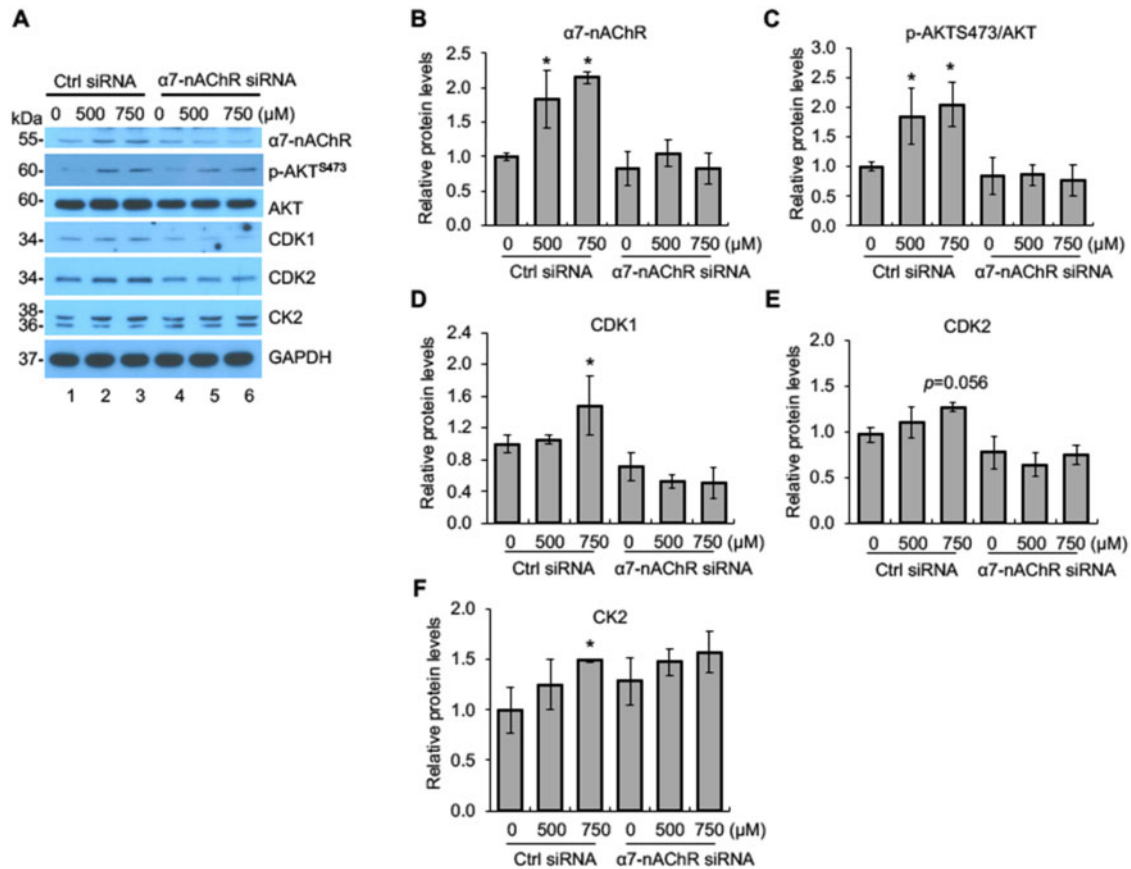 A
Ctrl siRNA α7-nAChR siRNA
0 500 750 0 500 750 (μM)
kDa
55- α7-nAChR
60- p-AKTS473
60- AKT
34- CDK1
34- CDK2
38-
36- CK2
37- GAPDH
1 2 3 4 5 6
B
α7-nAChR
Relative protein levels
2.5
2.0
1.5
1.0
0.5
0.0
* *
0 500 750 0 500 750 (μM)
Ctrl siRNA α7-nAChR siRNA
C
p-AKTS473/AKT
Relative protein levels
3.0
2.5
2.0
1.5
1.0
0.5
0.0
* *
0 500 750 0 500 750 (μM)
Ctrl siRNA α7-nAChR siRNA
D
CDK1
Relative protein levels
2.4
2.0
1.6
1.2
0.8
0.4
0.0
*
0 500 750 0 500 750 (μM)
Ctrl siRNA α7-nAChR siRNA
E
CDK2
Relative protein levels
2.0
1.5
1.0
0.5
0.0
p=0.056
0 500 750 0 500 750 (μM)
Ctrl siRNA α7-nAChR siRNA
F
CK2
Relative protein levels
2.0
1.5
1.0
0.5
0.0
*
0 500 750 0 500 750 (μM)
Ctrl siRNA α7-nAChR siRNA